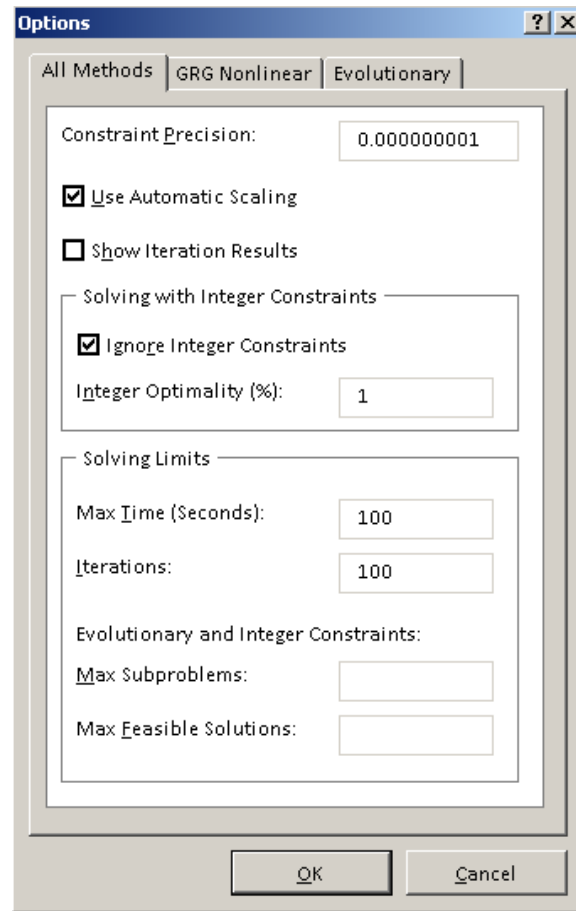 Options
All Methods GRG Nonlinear Evolutionary
Constraint Precision: 0.000000001
Use Automatic Scaling
Show Iteration Results
Solving with Integer Constraints
Ignore Integer Constraints
Integer Optimality (%): 1
Solving Limits
Max Time (Seconds): 100
Iterations: 100
Evolutionary and Integer Constraints:
Max Subproblems:
Max Feasible Solutions:
OK Cancel